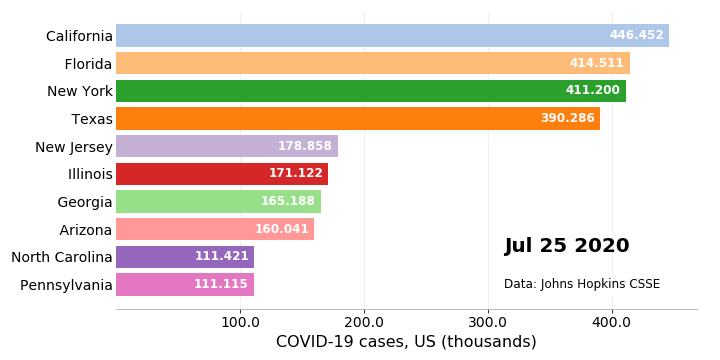 California 446.452
Florida 414.511
New York 411.200
Texas 390.286
New Jersey 178.858
Illinois 171.122
Georgia 165.188
Arizona 160.041
North Carolina 111.421
Pennsylvania 111.115
Jul 25 2020
Data: Johns Hopkins CSSE
100.0 200.0 300.0 400.0
COVID-19 cases, US (thousands)